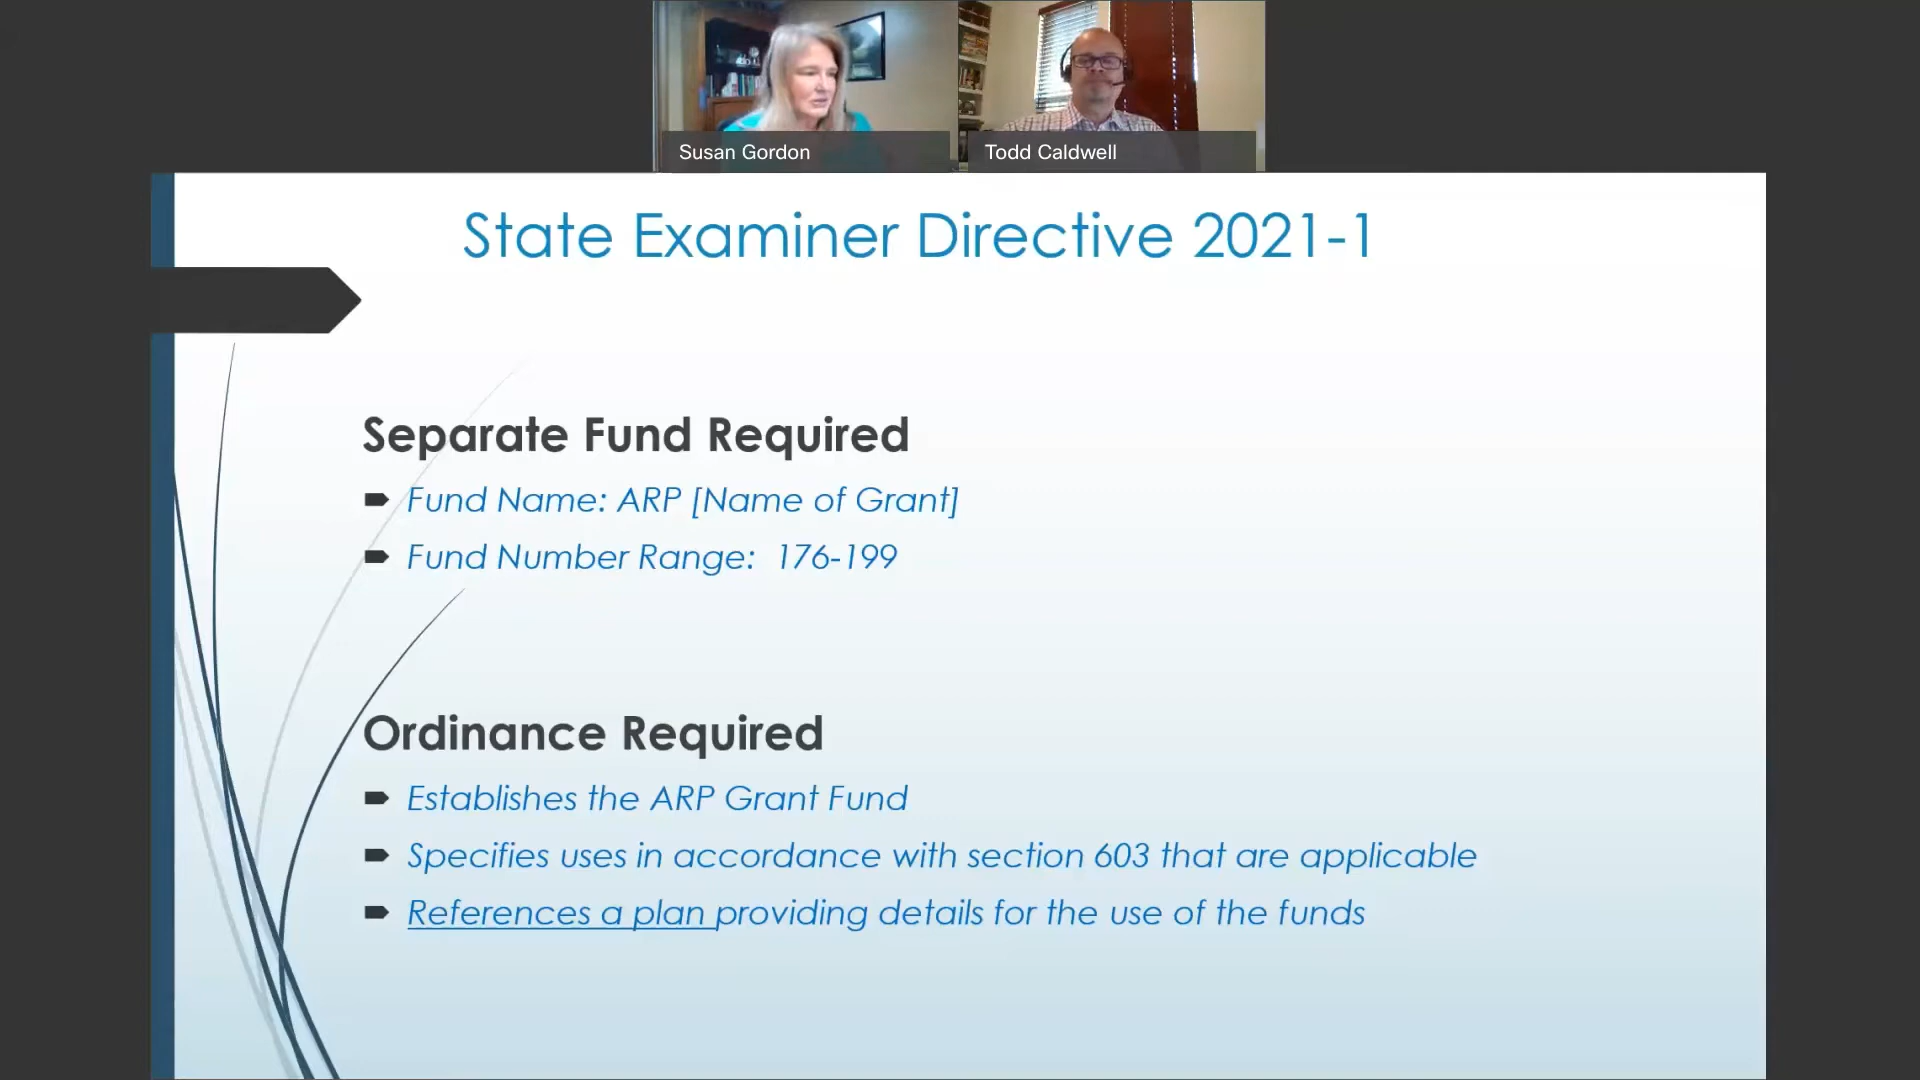 Susan Gordon
Todd Caldwell
State Examiner Directive 2021-1
Separate Fund Required
Fund Name: ARP [Name of Grant]
Fund Number Range: 176-199
Ordinance Required
Establishes the ARP Grant Fund
Specifies uses in accordance with section 603 that are applicable
References a plan providing details for the use of the funds